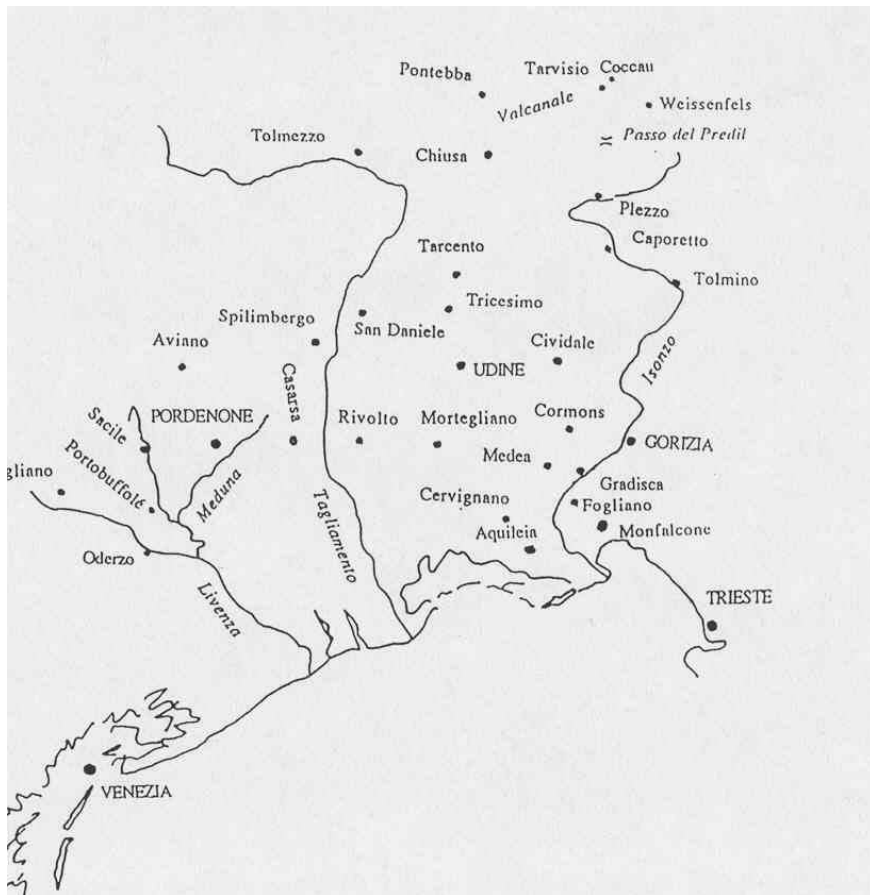 Pontebba
Tarvisio
Coccau
Valcanale
Weissenfels
Passo del Predil
Tolmezzo
Chiusa
Plezzo
Caporetto
Tarcento
Tolmino
Tricesimo
Spilimbergo
San Daniele
Aviano
Cividale
Isonzo
UDINE
Casarsa
Sacile
PORDENONE
Rivolto
Mortegliano
Cormons
GORIZIA
Portobuffolé
Meduna
Medea
gliano
Gradisca
Cervignano
Fogliano
Tagliamento
Aquileia
Monfalcone
Oderzo
Livenza
TRIESTE
VENEZIA